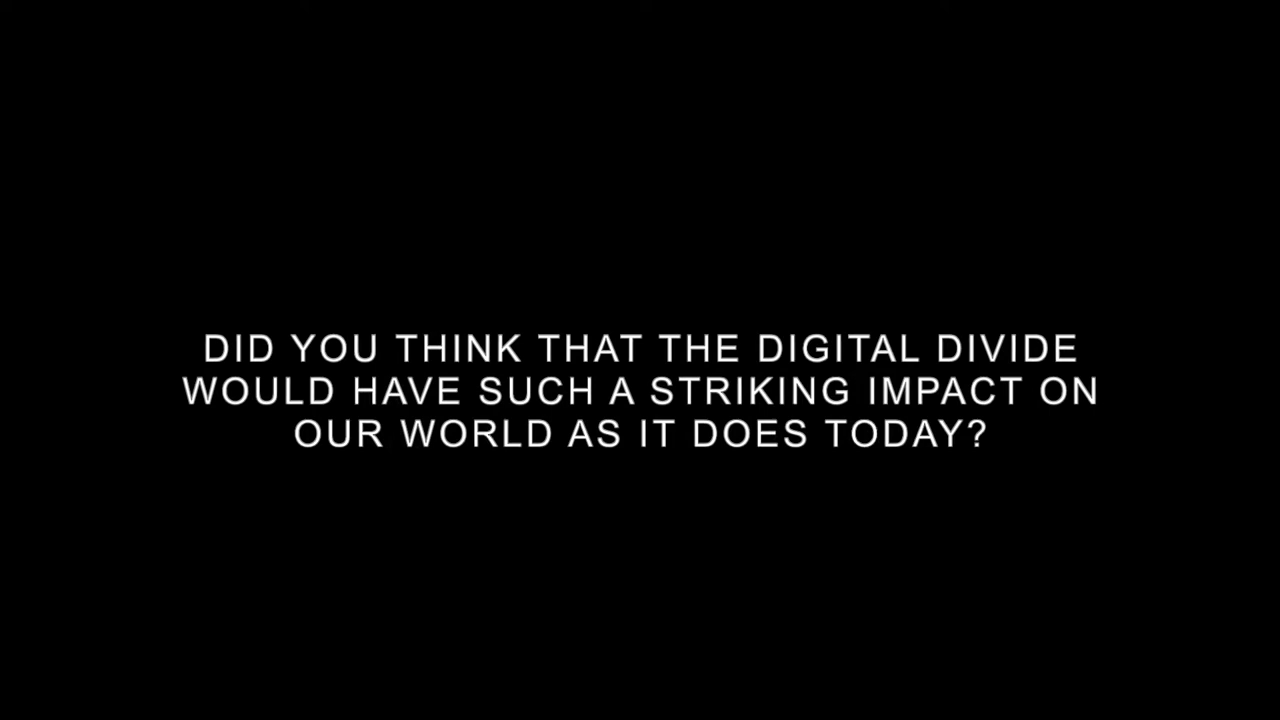 DID YOU THINK THAT THE DIGITAL DIVIDE
WOULD HAVE SUCH A STRIKING IMPACT ON
OUR WORLD AS IT DOES TODAY?